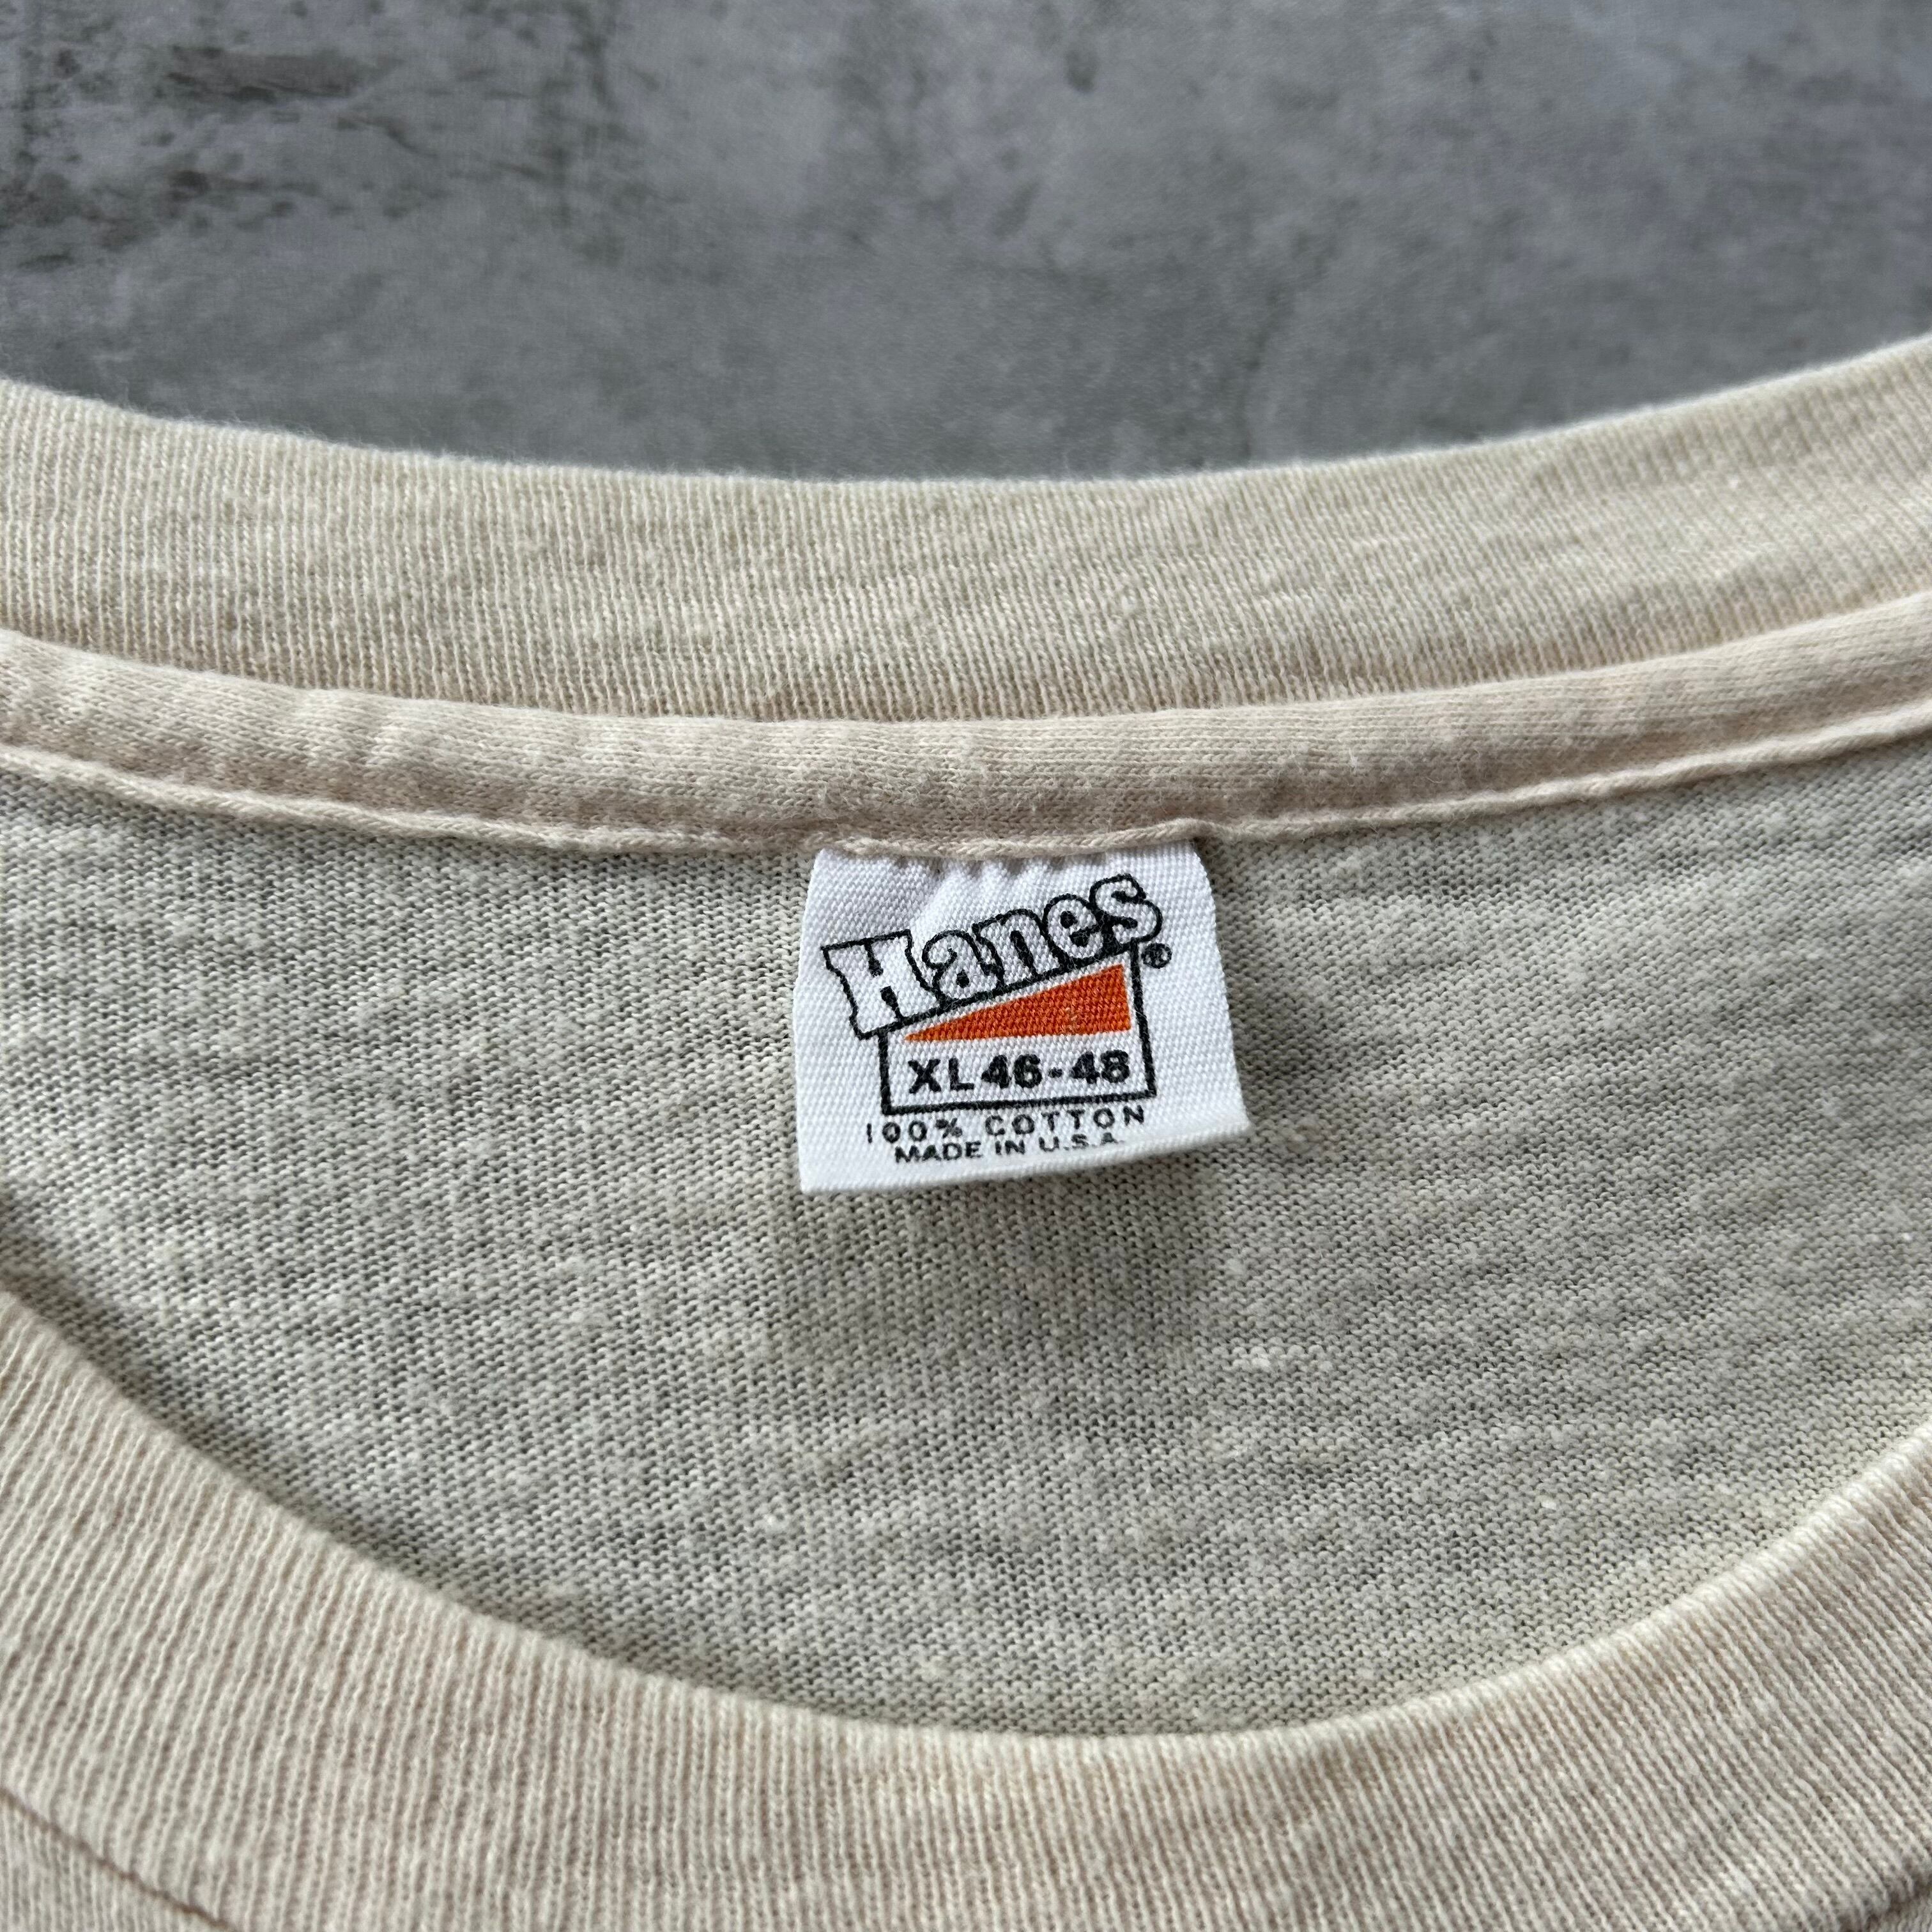 Hanes®
XL 46-48
100% COTTON
MADE IN U.S.A.